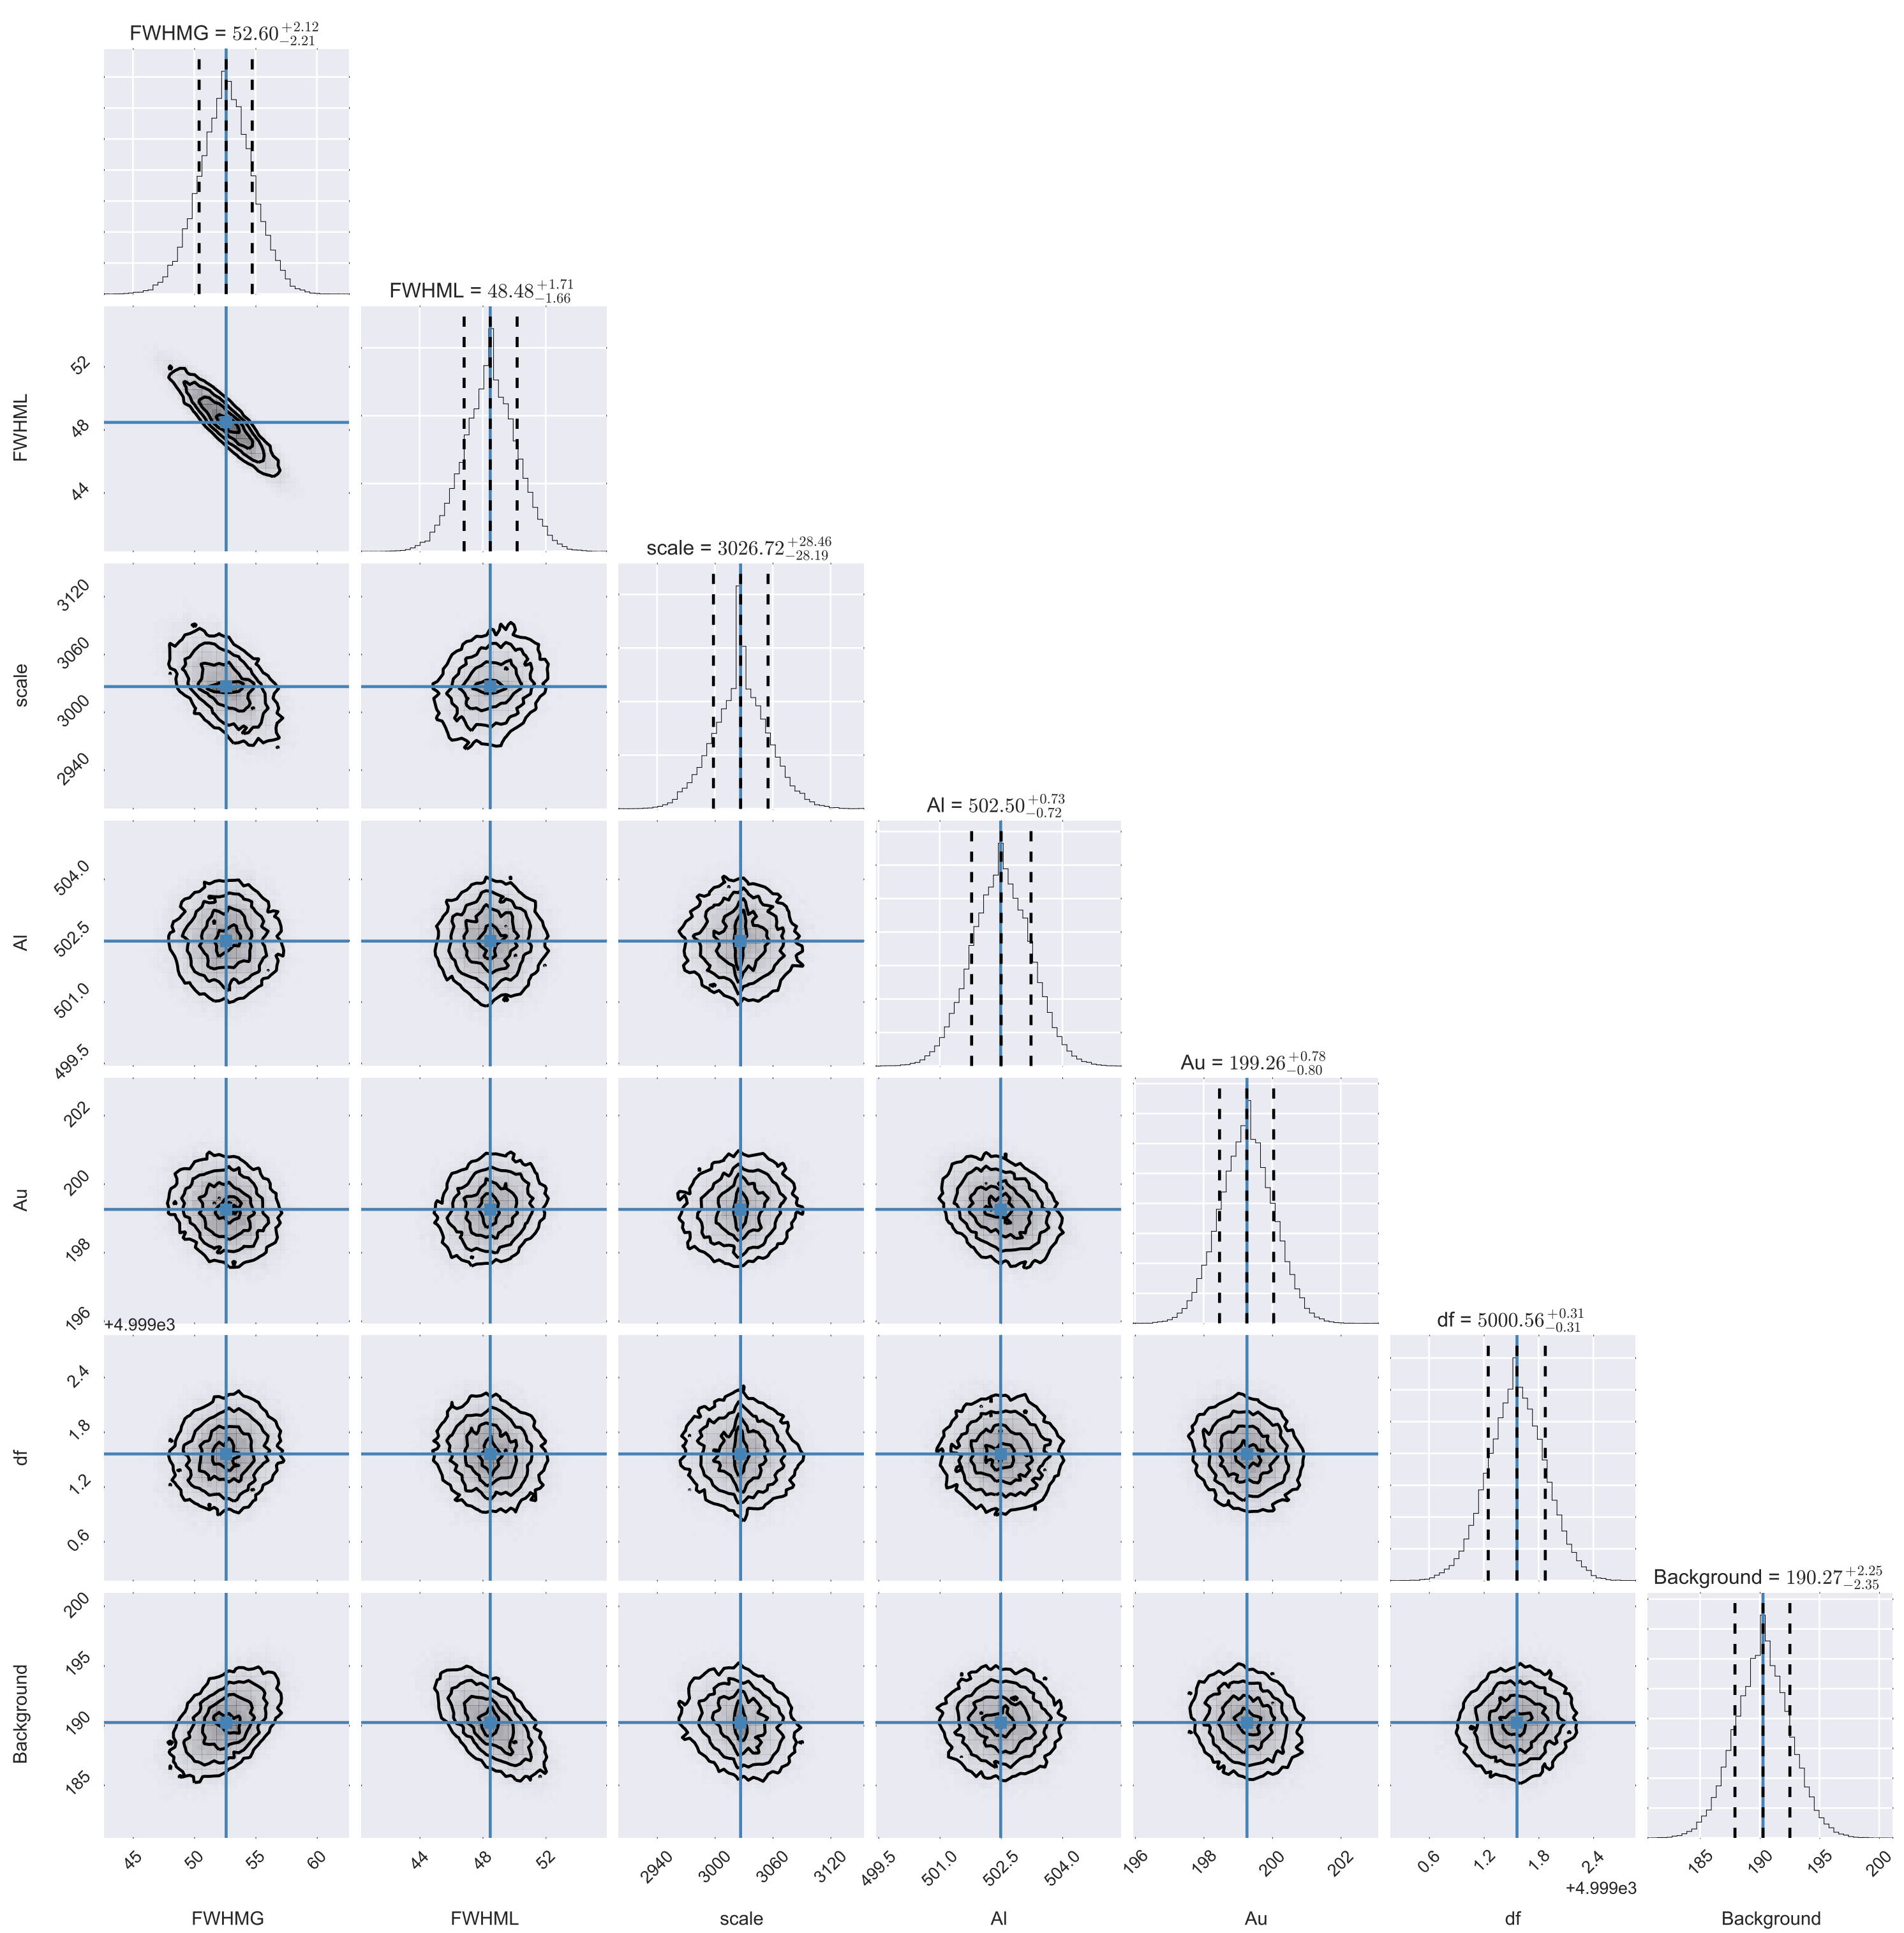 FWHMG = 52.60 +2.12 −2.21
FWHML = 48.48 +1.71 −1.66
52
48
44
FWHML
scale = 3026.72 +28.46 −28.19
3120
3060
3000
2940
scale
Al = 502.50 +0.73 −0.72
504.0
502.5
501.0
499.5
Al
Au = 199.26 +0.78 −0.80
202
200
198
196
Au
+4.999e3
df = 5000.56 +0.31 −0.31
2.4
1.8
1.2
0.6
df
Background = 190.27 +2.25 −2.35
200
195
190
185
Background
45 50 55 60 44 48 52 2940 3000 3060 3120 499.5 501.0 502.5 504.0 196 198 200 202 0.6 1.2 1.8 2.4 185 190 195 200
+4.999e3
FWHMG FWHML scale Al Au df Background